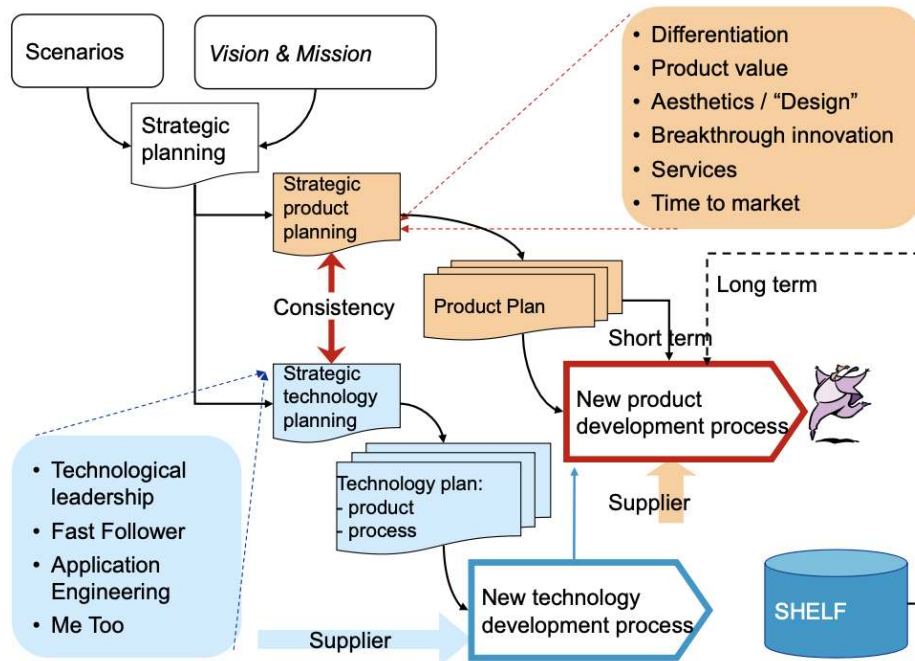 Scenarios
Vision & Mission
Strategic
planning
• Differentiation
• Product value
• Aesthetics / “Design”
• Breakthrough innovation
• Services
• Time to market
Strategic
product
planning
Consistency
Product Plan
Long term
Short term
Strategic
technology
planning
New product
development process
• Technological
leadership
• Fast Follower
• Application
Engineering
• Me Too
Technology plan:
- product
- process
Supplier
New technology
development process
Supplier
SHELF